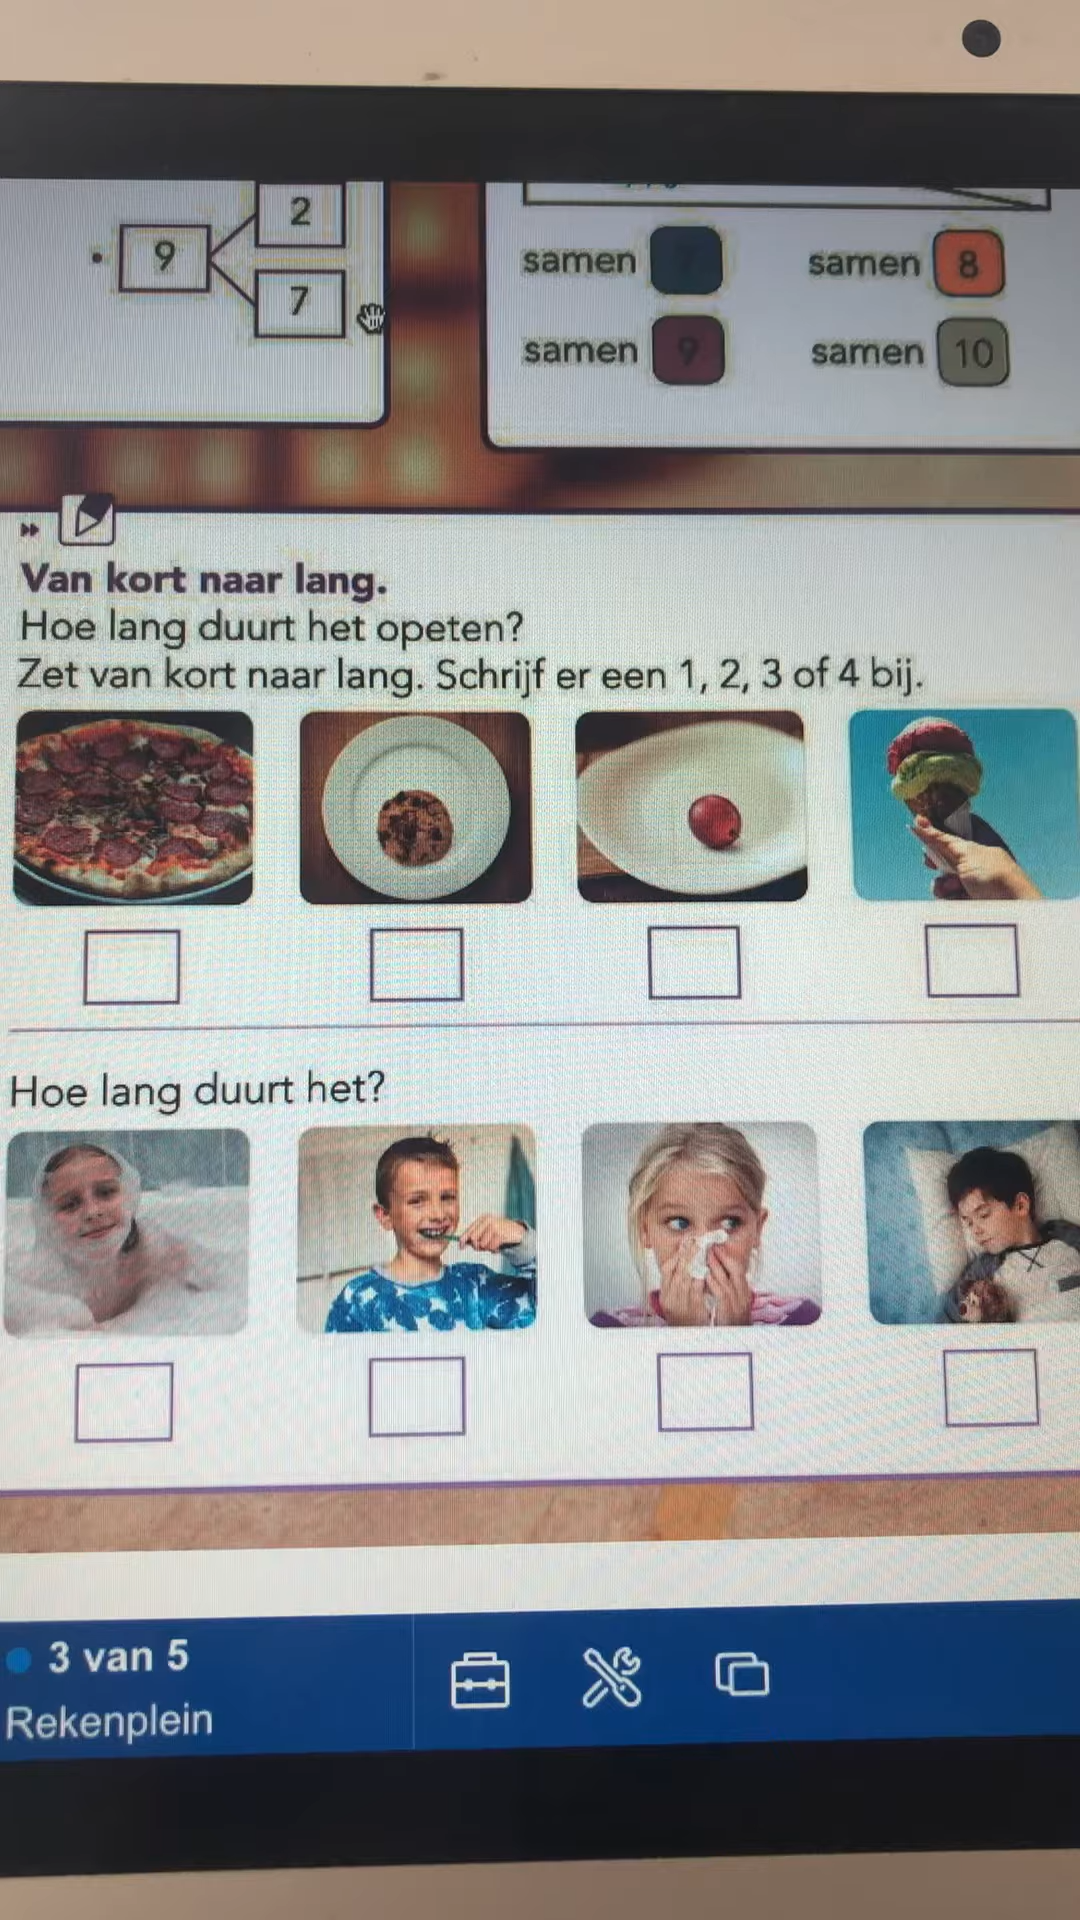 2
9
7
samen 7 samen 8
samen 9 samen 10
Van kort naar lang.
Hoe lang duurt het opeten?
Zet van kort naar lang. Schrijf er een 1, 2, 3 of 4 bij.
Hoe lang duurt het?
3 van 5
Rekenplein